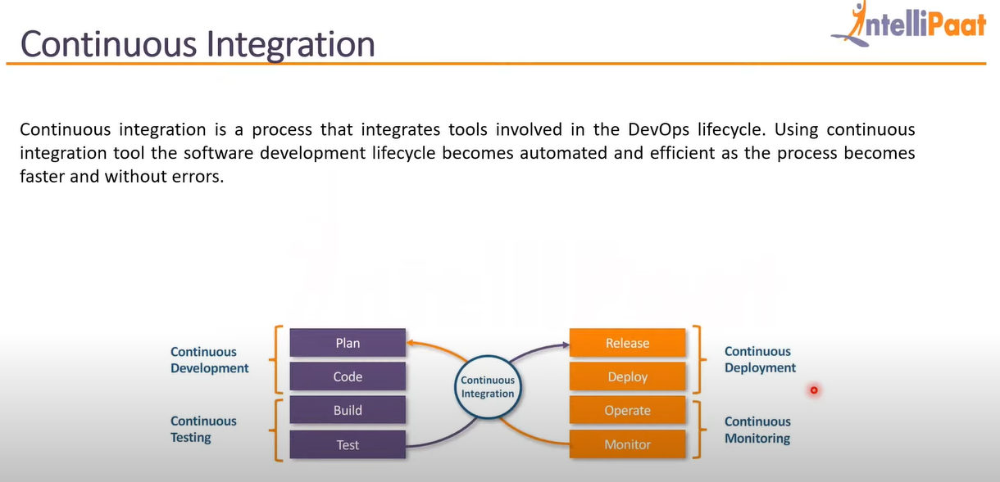 Continuous Integration
IntelliPaat
Continuous integration is a process that integrates tools involved in the DevOps lifecycle. Using continuous
integration tool the software development lifecycle becomes automated and efficient as the process becomes
faster and without errors.
Continuous
Development
Continuous
Testing
Plan
Code
Build
Test
Continuous
Integration
Release
Deploy
Operate
Monitor
Continuous
Deployment
Continuous
Monitoring